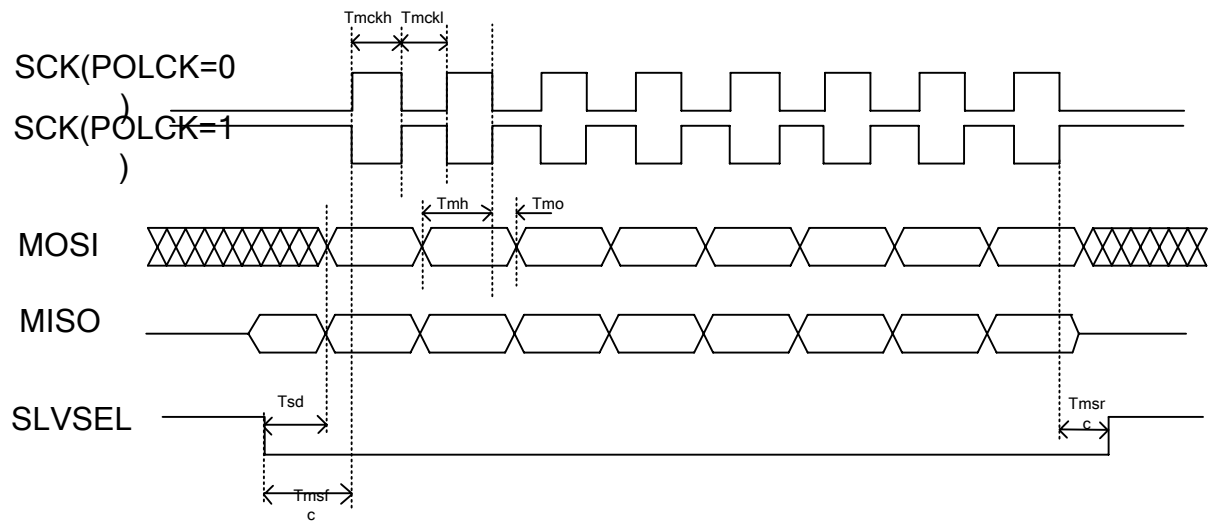 Tmckh Tmckl
SCK(POLCK=0
)
SCK(POLCK=1
)
Tmh Tmo
MOSI
MISO
Tsd
SLVSEL
Tmsr
c
Tmsf
c